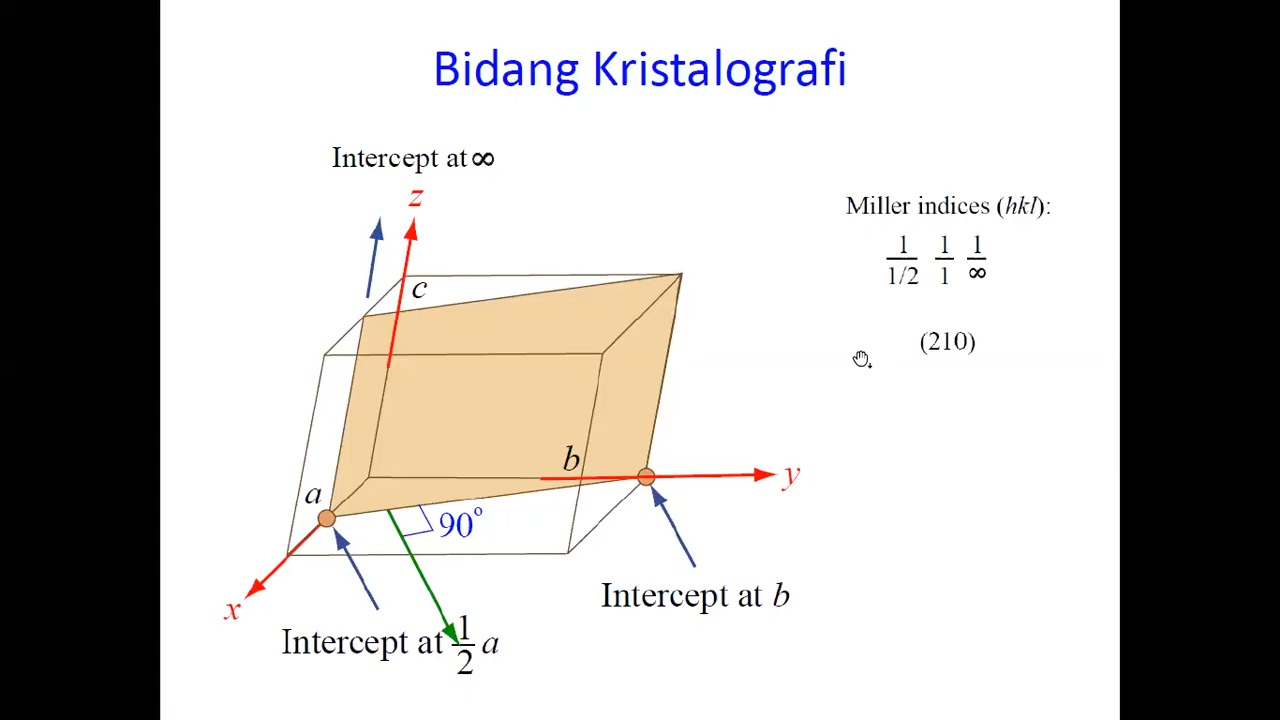 Bidang Kristalografi
Intercept at ∞
z
c
Miller indices (hkl):
1 1 1
1/2 1 ∞
(210)
b
y
a
90°
x
Intercept at b
Intercept at 1/2 a